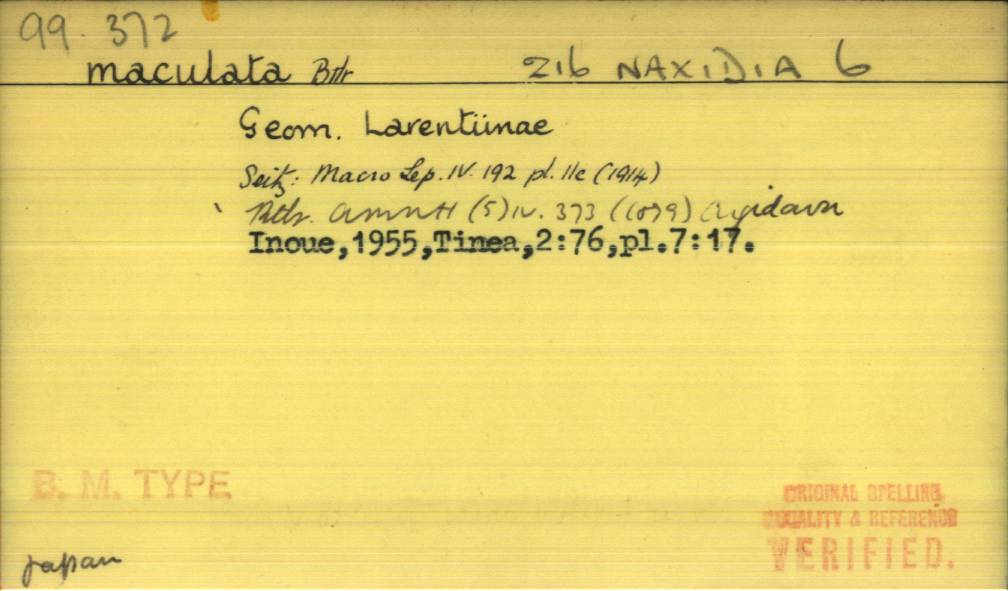 99. 372
maculata Btlr 216 NAXIDIA 6
Geom. Larentiinae
Seitz: Macro Lep. IV. 192 pl. 11c (1914)
Btlr. AMNH (5) iv. 373 (1879)
Inoue,1955,Tinea,2:76,pl.7:17.
B. M. TYPE
ORIGINAL SPELLING
LOCALITY & REFERENCE
VERIFIED.
Japan